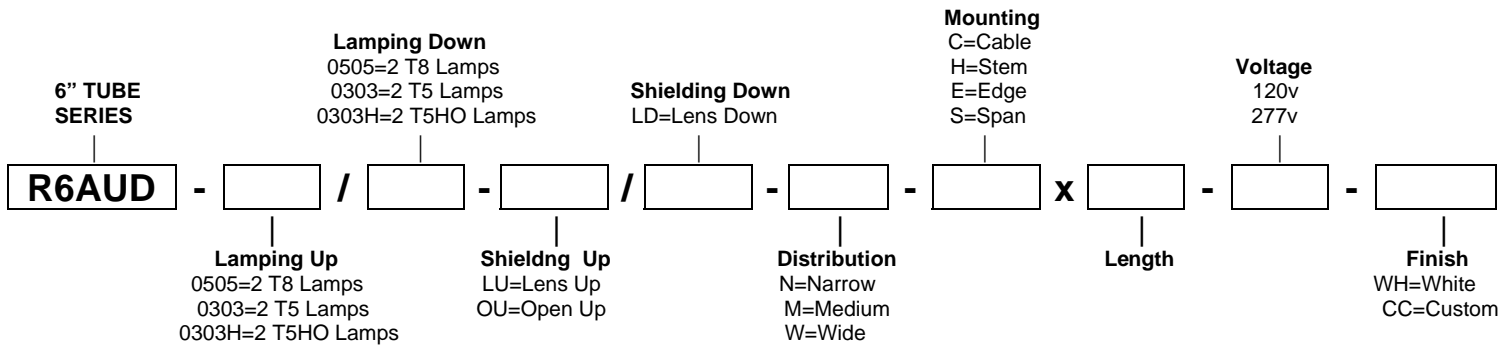 Mounting
C=Cable
H=Stem
E=Edge
S=Span
Lamping Down
0505=2 T8 Lamps
0303=2 T5 Lamps
0303H=2 T5HO Lamps
6” TUBE
SERIES
Shielding Down
LD=Lens Down
Voltage
120v
277v
R6AUD - / - / - - x - -
Lamping Up
0505=2 T8 Lamps
0303=2 T5 Lamps
0303H=2 T5HO Lamps
Shieldng Up
LU=Lens Up
OU=Open Up
Distribution
N=Narrow
M=Medium
W=Wide
Length
Finish
WH=White
CC=Custom